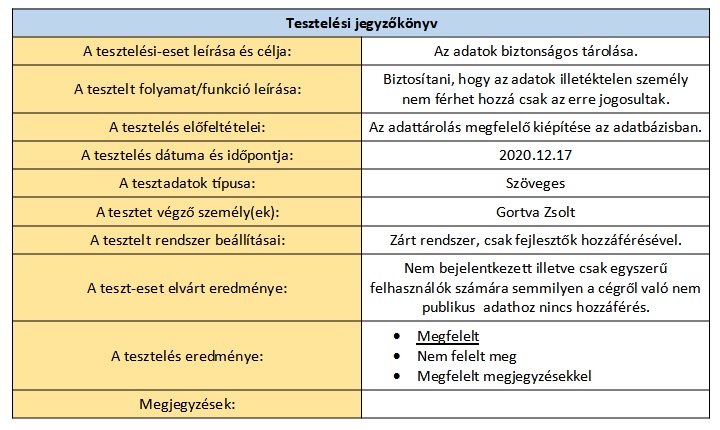 Tesztelési jegyzőkönyv
A tesztelési-eset leírása és célja:
Az adatok biztonságos tárolása.
A tesztelt folyamat/funkció leírása:
Biztosítani, hogy az adatok illetéktelen személy
nem férhet hozzá csak az erre jogosultak.
A tesztelés előfeltételei:
Az adattárolás megfelelő kiépítése az adatbázisban.
A tesztelés dátuma és időpontja:
2020.12.17
A tesztadatok típusa:
Szöveges
A tesztet végző személy(ek):
Gortva Zsolt
A tesztelt rendszer beállításai:
Zárt rendszer, csak fejlesztők hozzáférésével.
A teszt-eset elvárt eredménye:
Nem bejelentkezett illetve csak egyszerű
felhasználók számára semmilyen a cégről való nem
publikus adathoz nincs hozzáférés.
A tesztelés eredménye:
• Megfelelt
• Nem felelt meg
• Megfelelt megjegyzésekkel
Megjegyzések: